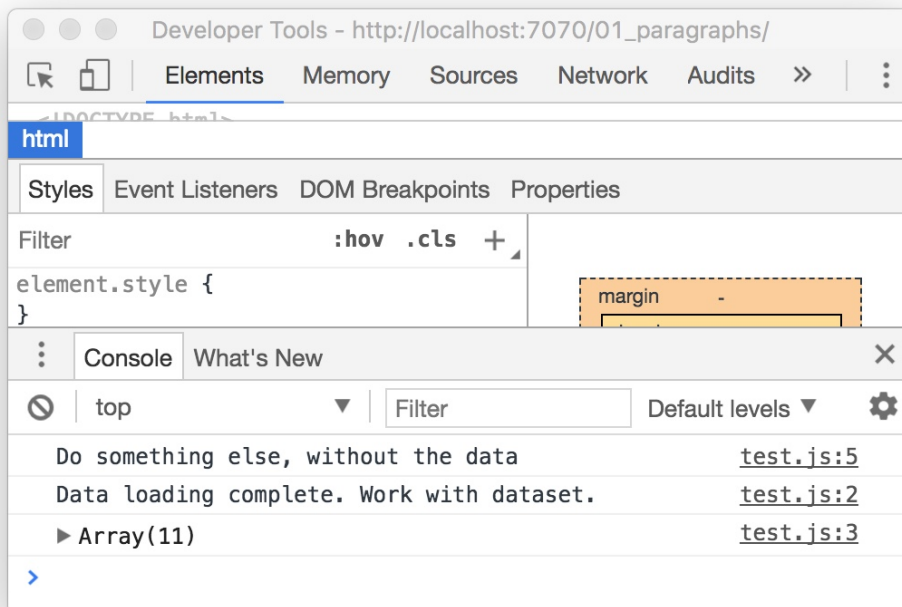 Developer Tools - http://localhost:7070/01_paragraphs/
Elements Memory Sources Network Audits »
<!DOCTYPE html>
html
Styles Event Listeners DOM Breakpoints Properties
Filter :hov .cls +
element.style {
}
margin -
Console What's New
top Filter Default levels
Do something else, without the data test.js:5
Data loading complete. Work with dataset. test.js:2
Array(11) test.js:3